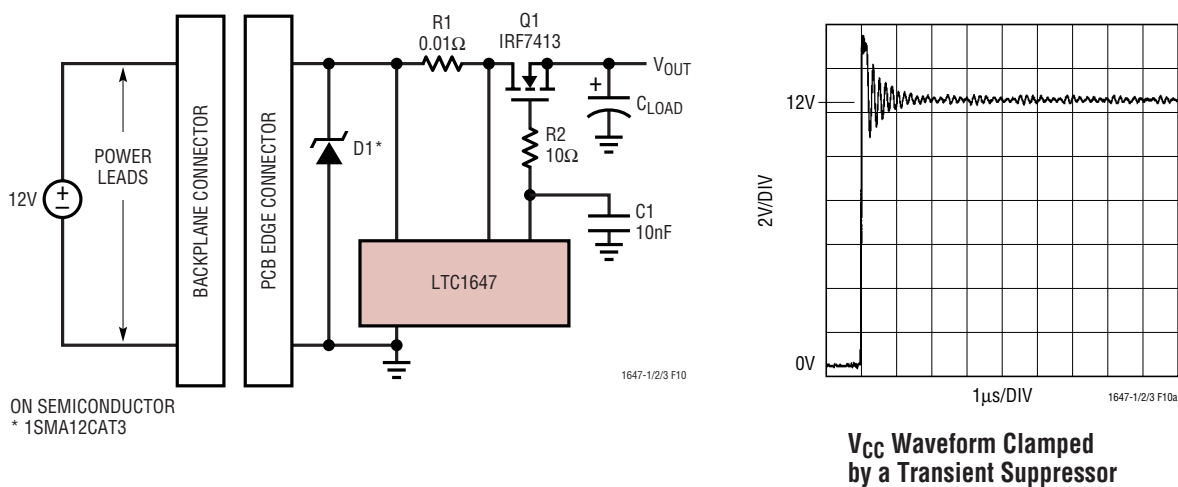 R1
0.01Ω
Q1
IRF7413
VOUT
+
CLOAD
R2
10Ω
D1*
C1
10nF
LTC1647
12V
+
–
POWER
LEADS
BACKPLANE CONNECTOR
PCB EDGE CONNECTOR
1647-1/2/3 F10
ON SEMICONDUCTOR
* 1SMA12CAT3
12V
2V/DIV
0V
1µs/DIV
1647-1/2/3 F10a
VCC Waveform Clamped
by a Transient Suppressor